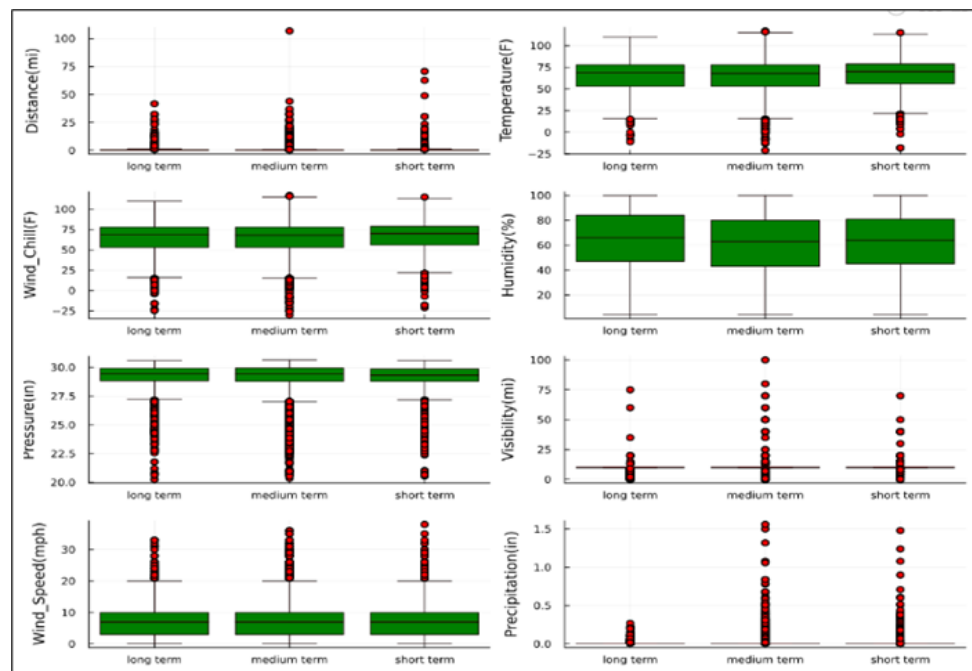 Distance(mi)
100
75
50
25
0
long term medium term short term
Temperature(F)
100
75
50
25
0
−25
long term medium term short term
Wind_Chill(F)
100
75
50
25
0
−25
long term medium term short term
Humidity(%)
100
80
60
40
20
long term medium term short term
Pressure(in)
30.0
27.5
25.0
22.5
20.0
long term medium term short term
Visibility(mi)
100
75
50
25
0
long term medium term short term
Wind_Speed(mph)
30
20
10
0
long term medium term short term
Precipitation(in)
1.5
1.0
0.5
0.0
long term medium term short term